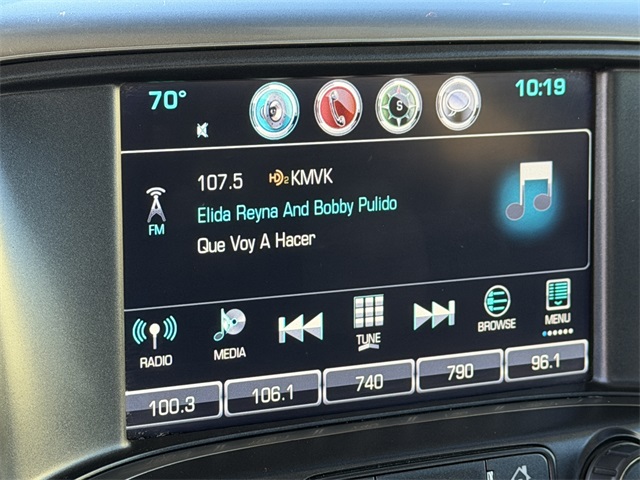 70° 10:19
S
107.5 HD2 KMVK
Elida Reyna And Bobby Pulido
FM
Que Voy A Hacer
RADIO MEDIA TUNE BROWSE MENU
100.3 106.1 740 790 96.1